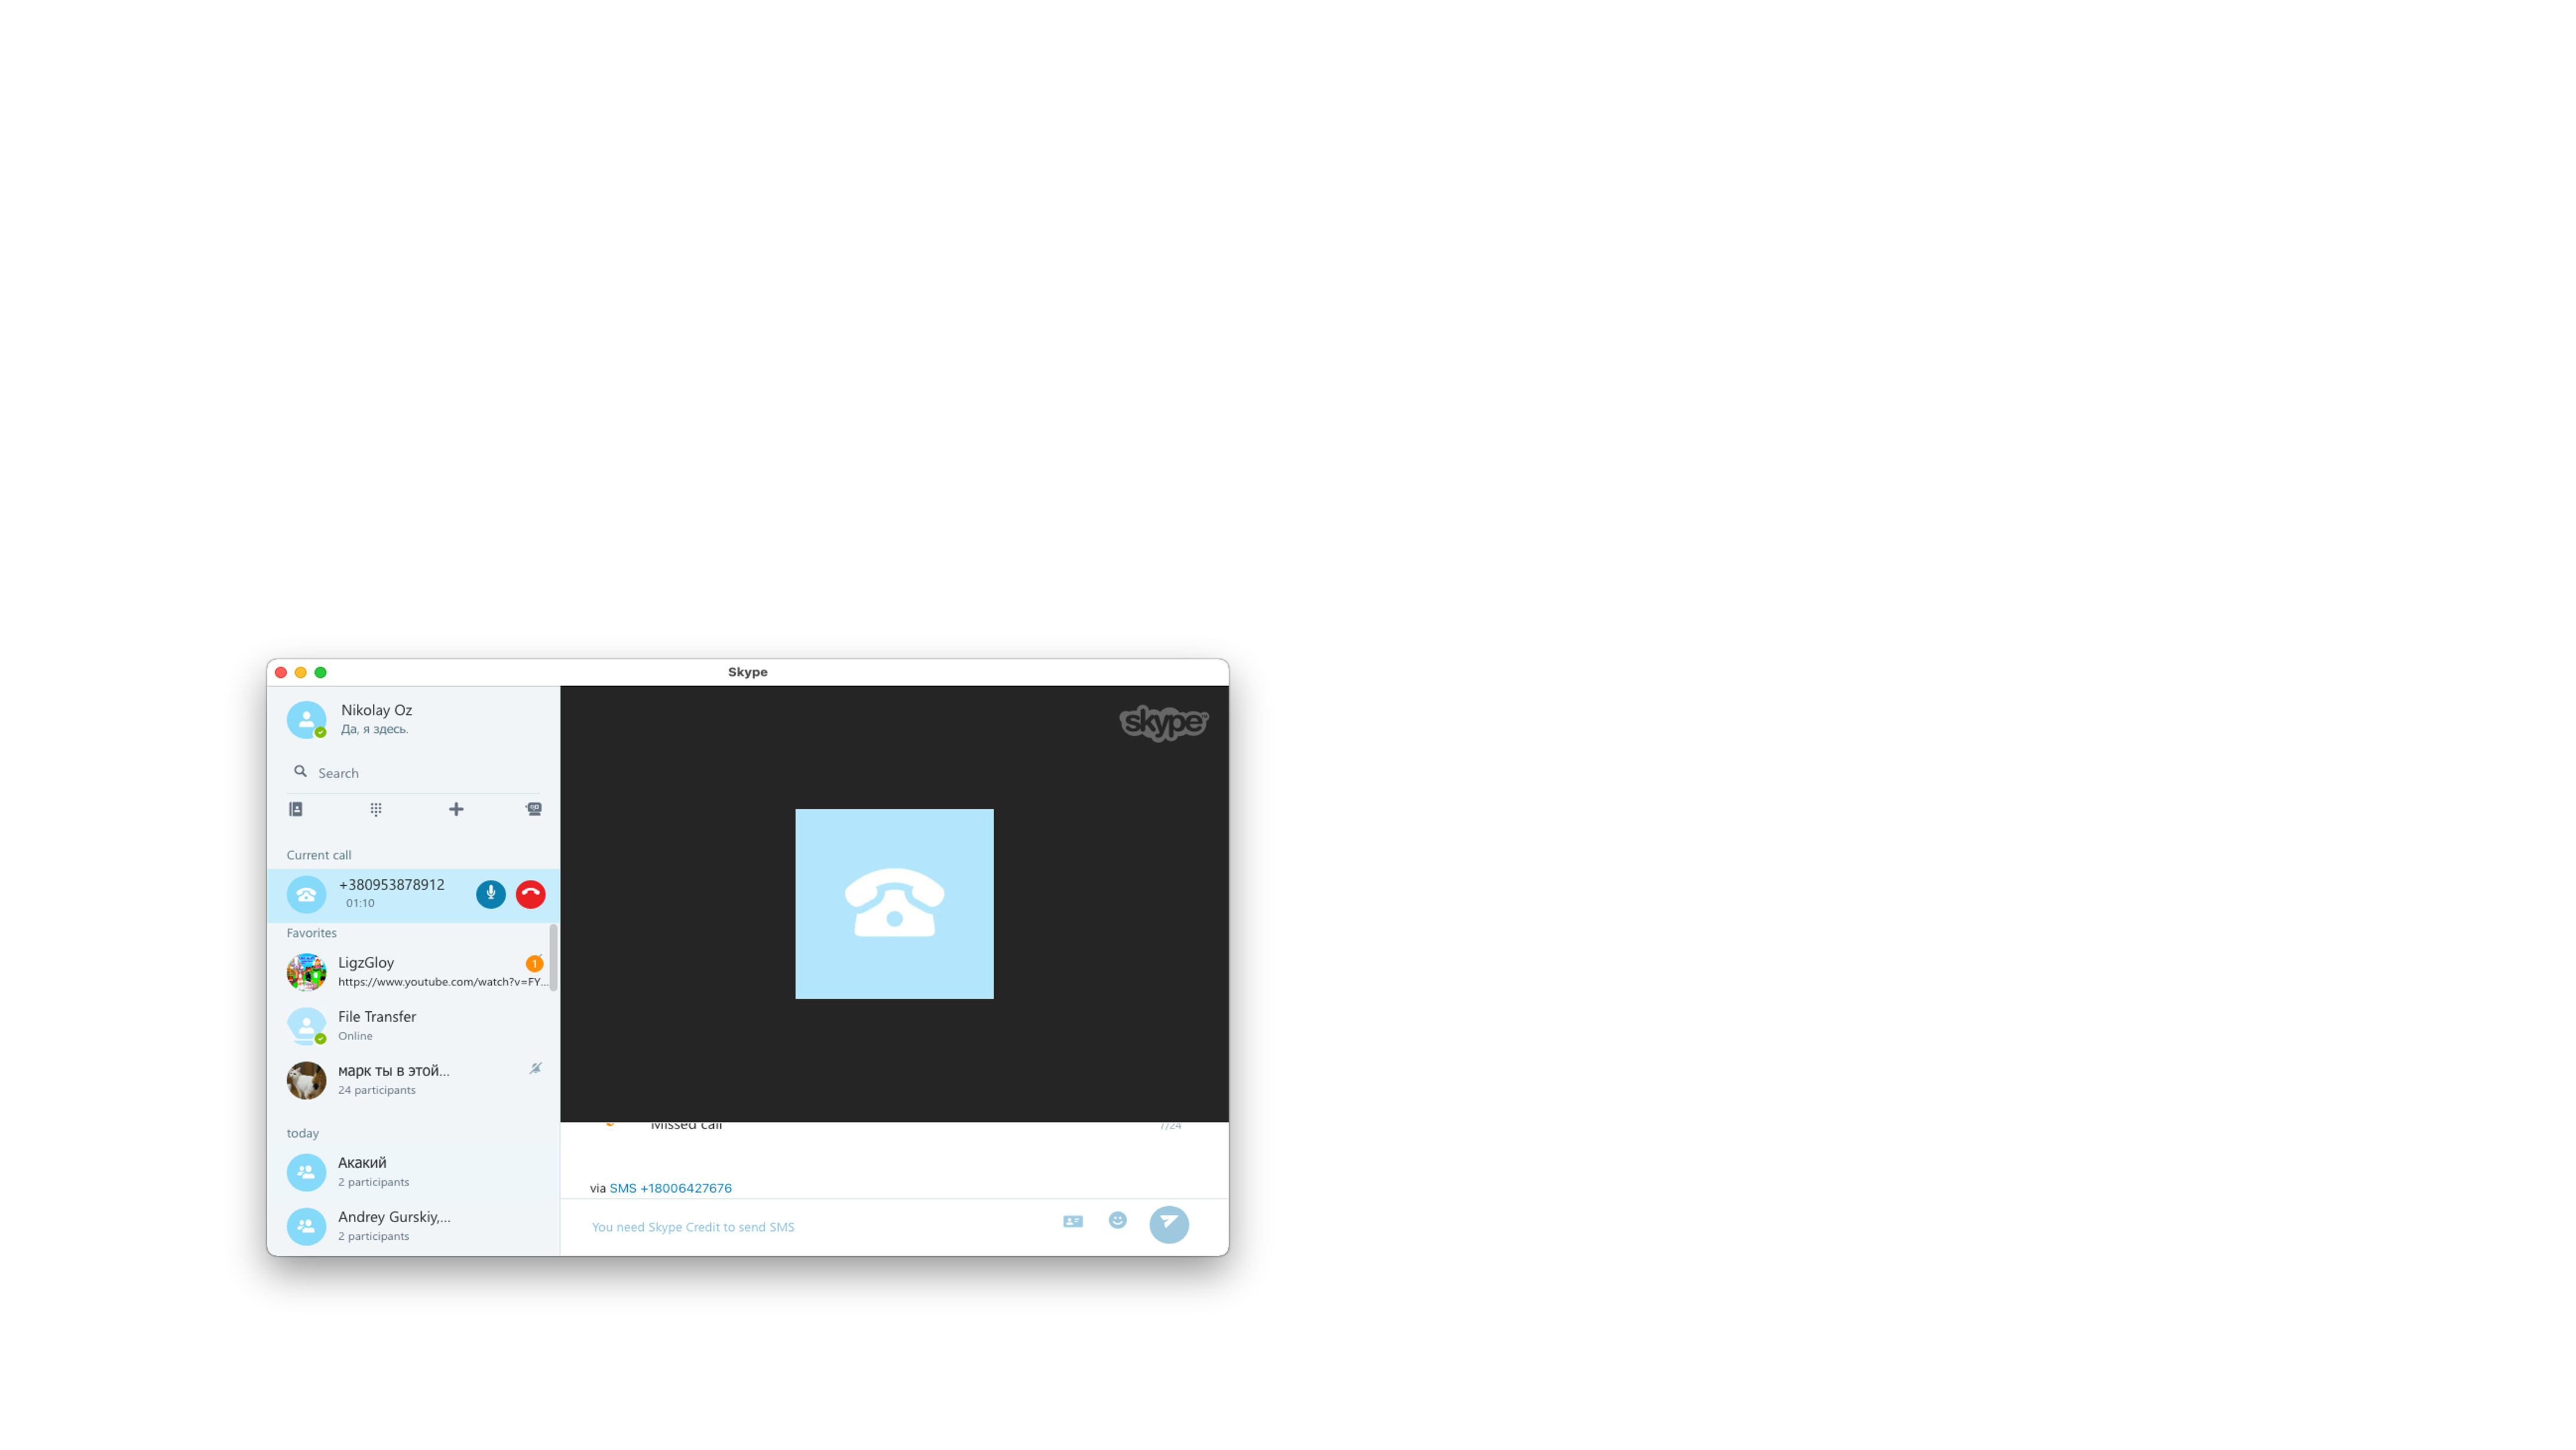 Skype
Nikolay Oz
Да, я здесь.
Search
Current call
+380953878912
01:10
Favorites
LigzGloy
1
https://www.youtube.com/watch?v=FY...
File Transfer
Online
марк ты в этой...
24 participants
today
Акакий
2 participants
Andrey Gurskiy,...
2 participants
skype
Missed call
7/24
via SMS +18006427676
You need Skype Credit to send SMS